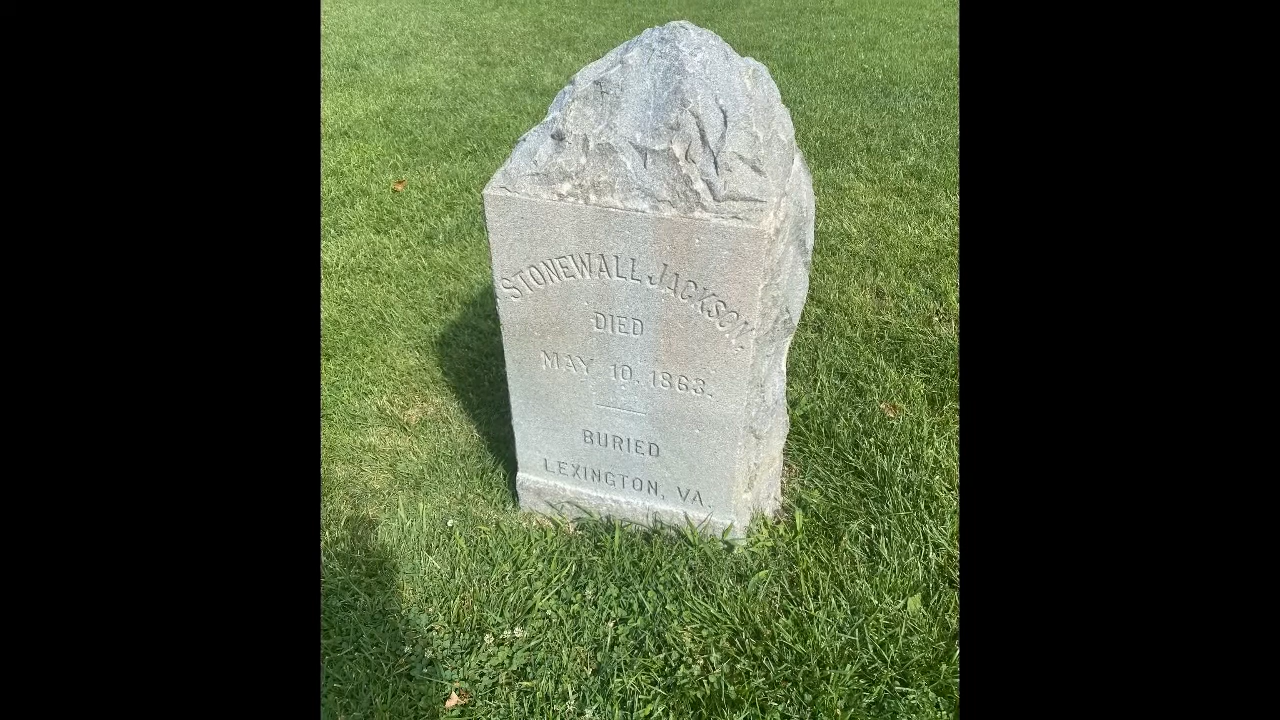 STONEWALL JACKSON,
DIED
MAY 10. 1863.
BURIED
LEXINGTON, VA.